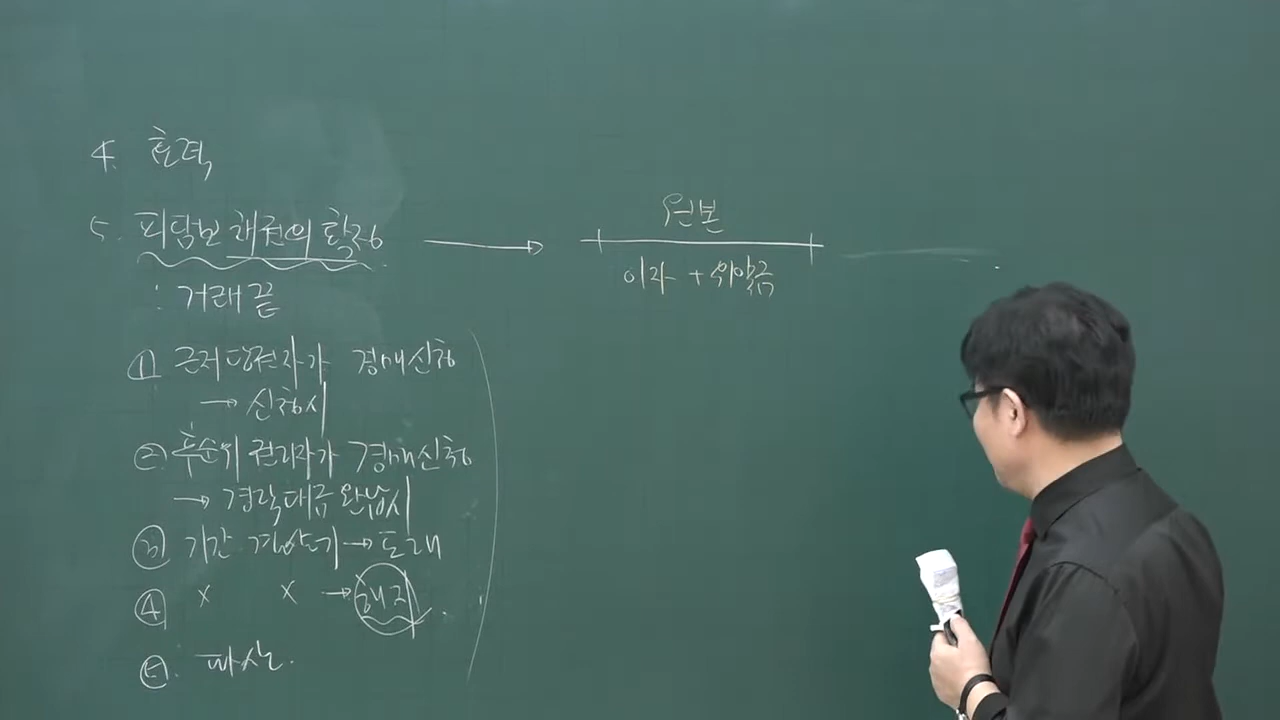 4. 효력
5. 피담보 채권의 확정 →
: 거래 끝
① 근저당권자가 경매신청
→ 신청시
② 후순위 권리자가 경매신청
→ 경락대금 완납시
③ 기간 결산기 → 도래
④ × × → 해지
⑤. 파산.
원본
이자 + 위약금